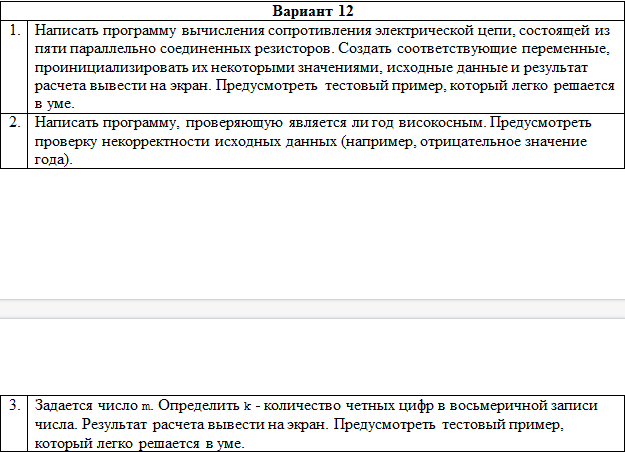 Вариант 12
1. Написать программу вычисления сопротивления электрической цепи, состоящей из
пяти параллельно соединенных резисторов. Создать соответствующие переменные,
проинициализировать их некоторыми значениями, исходные данные и результат
расчета вывести на экран. Предусмотреть тестовый пример, который легко решается
в уме.
2. Написать программу, проверяющую является ли год високосным. Предусмотреть
проверку некорректности исходных данных (например, отрицательное значение
года).
3. Задается число m. Определить k - количество четных цифр в восьмеричной записи
числа. Результат расчета вывести на экран. Предусмотреть тестовый пример,
который легко решается в уме.